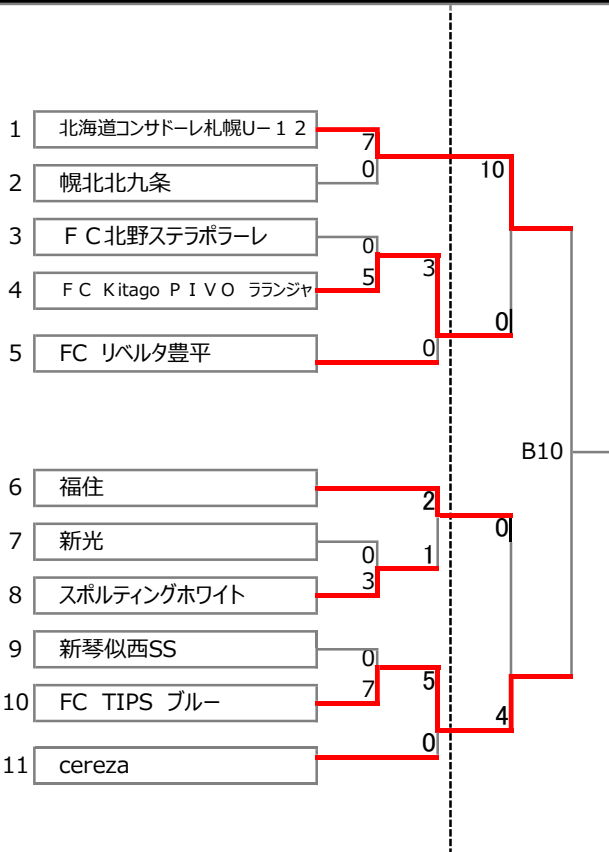 1 北海道コンサドーレ札幌U－１２
7
0
10
2 幌北北九条
3 ＦＣ北野ステラポラーレ
0
5
3
4 ＦＣ Kitago ＰＩＶＯ ラランジャ
0
5 FC リベルタ豊平
0
B10
6 福住
2
0
7 新光
0
1
3
8 スポルティングホワイト
9 新琴似西SS
0
7
5
10 FC TIPS ブルー
4
0
11 cereza